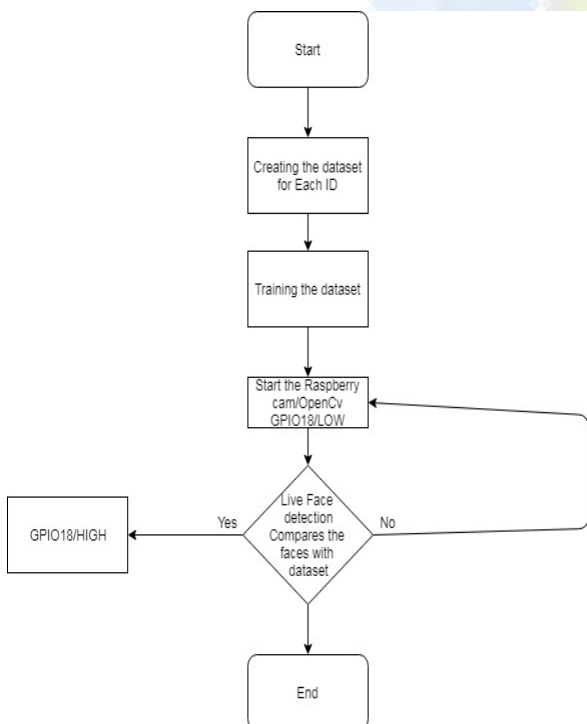 Start
Creating the dataset
for Each ID
Training the dataset
Start the Raspberry
cam/OpenCv
GPIO18/LOW
Live Face
detection
Compares the
faces with
dataset
Yes
No
GPIO18/HIGH
End